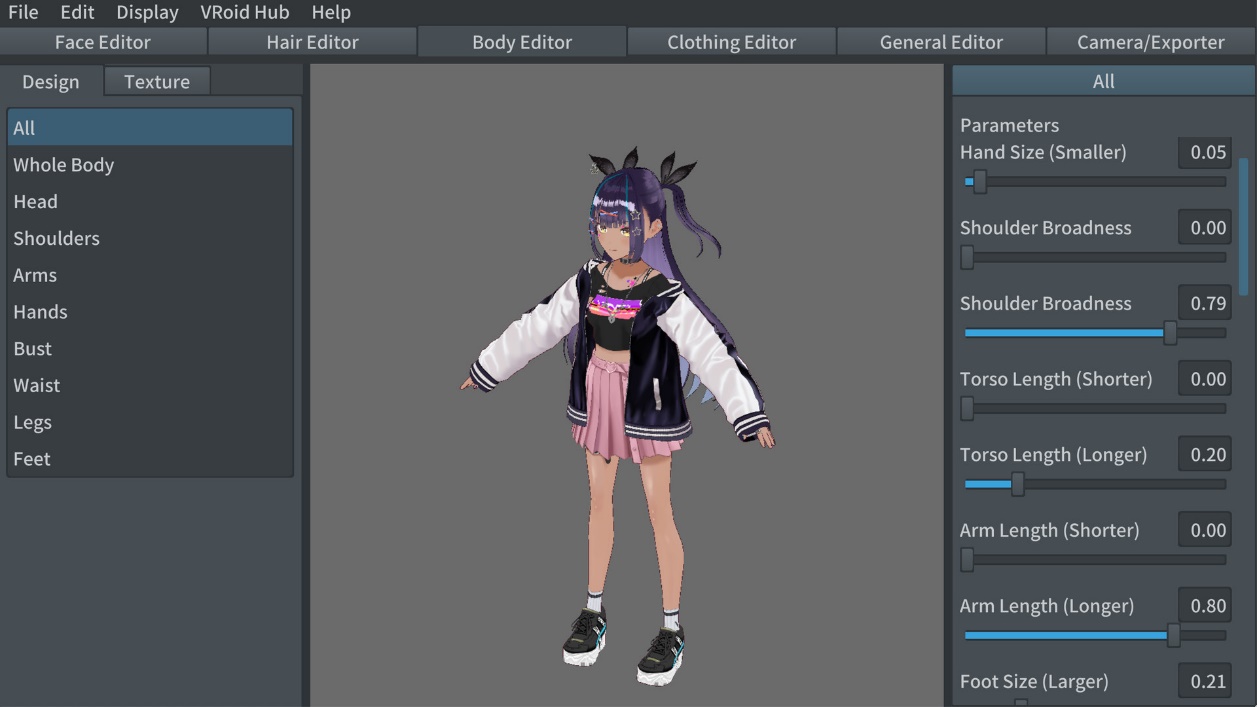 File Edit Display VRoid Hub Help
Face Editor Hair Editor Body Editor Clothing Editor General Editor Camera/Exporter
Design Texture
All
Whole Body
Head
Shoulders
Arms
Hands
Bust
Waist
Legs
Feet
All
Parameters
Hand Size (Smaller) 0.05
Shoulder Broadness 0.00
Shoulder Broadness 0.79
Torso Length (Shorter) 0.00
Torso Length (Longer) 0.20
Arm Length (Shorter) 0.00
Arm Length (Longer) 0.80
Foot Size (Larger) 0.21